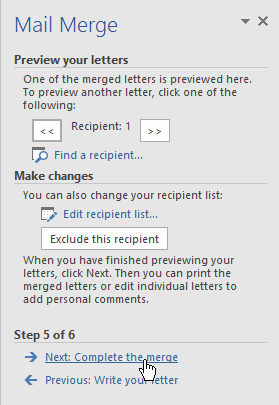 Mail Merge
Preview your letters
One of the merged letters is previewed here.
To preview another letter, click one of the
following:
<< Recipient: 1 >>
Find a recipient...
Make changes
You can also change your recipient list:
Edit recipient list...
Exclude this recipient
When you have finished previewing your
letters, click Next. Then you can print the
merged letters or edit individual letters to
add personal comments.
Step 5 of 6
Next: Complete the merge
Previous: Write your letter